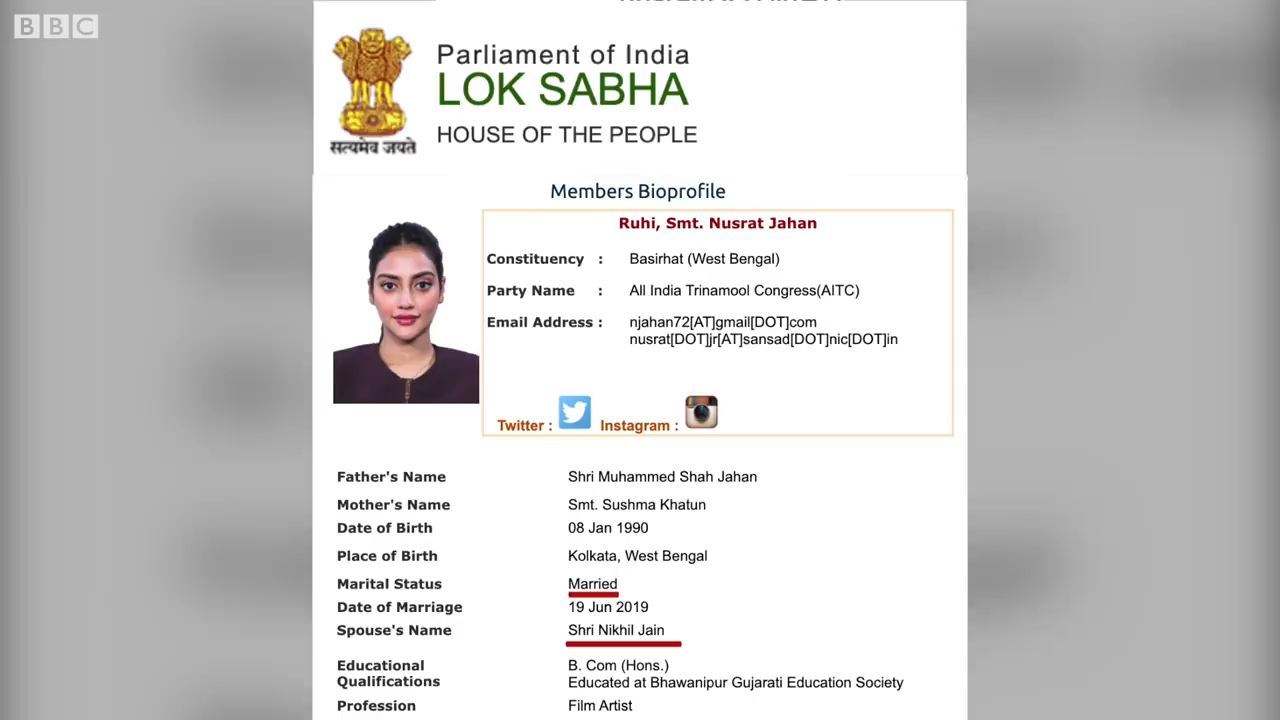 BBC
Parliament of India
LOK SABHA
HOUSE OF THE PEOPLE
सत्यमेव जयते
Members Bioprofile
Ruhi, Smt. Nusrat Jahan
Constituency : Basirhat (West Bengal)
Party Name : All India Trinamool Congress(AITC)
Email Address : njahan72[AT]gmail[DOT]com
nusrat[DOT]jr[AT]sansad[DOT]nic[DOT]in
Twitter : Instagram :
Father's Name Shri Muhammed Shah Jahan
Mother's Name Smt. Sushma Khatun
Date of Birth 08 Jan 1990
Place of Birth Kolkata, West Bengal
Marital Status Married
Date of Marriage 19 Jun 2019
Spouse's Name Shri Nikhil Jain
Educational B. Com (Hons.)
Qualifications Educated at Bhawanipur Gujarati Education Society
Profession Film Artist